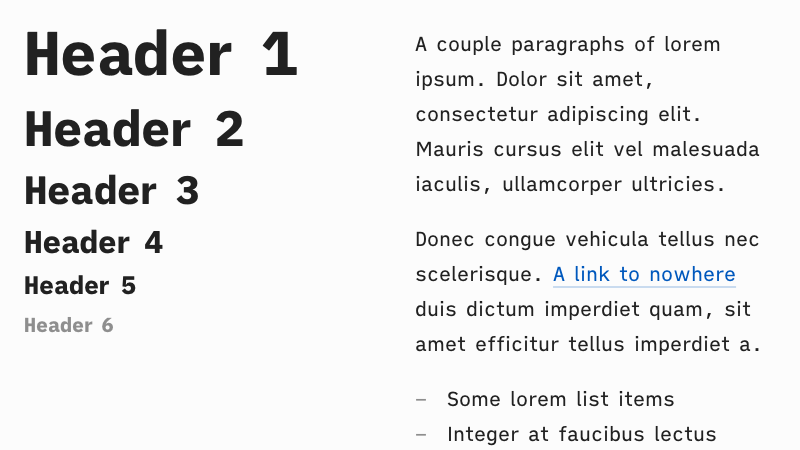 Header 1
Header 2
Header 3
Header 4
Header 5
Header 6
A couple paragraphs of lorem
ipsum. Dolor sit amet,
consectetur adipiscing elit.
Mauris cursus elit vel malesuada
iaculis, ullamcorper ultricies.
Donec congue vehicula tellus nec
scelerisque. A link to nowhere
duis dictum imperdiet quam, sit
amet efficitur tellus imperdiet a.
– Some lorem list items
– Integer at faucibus lectus